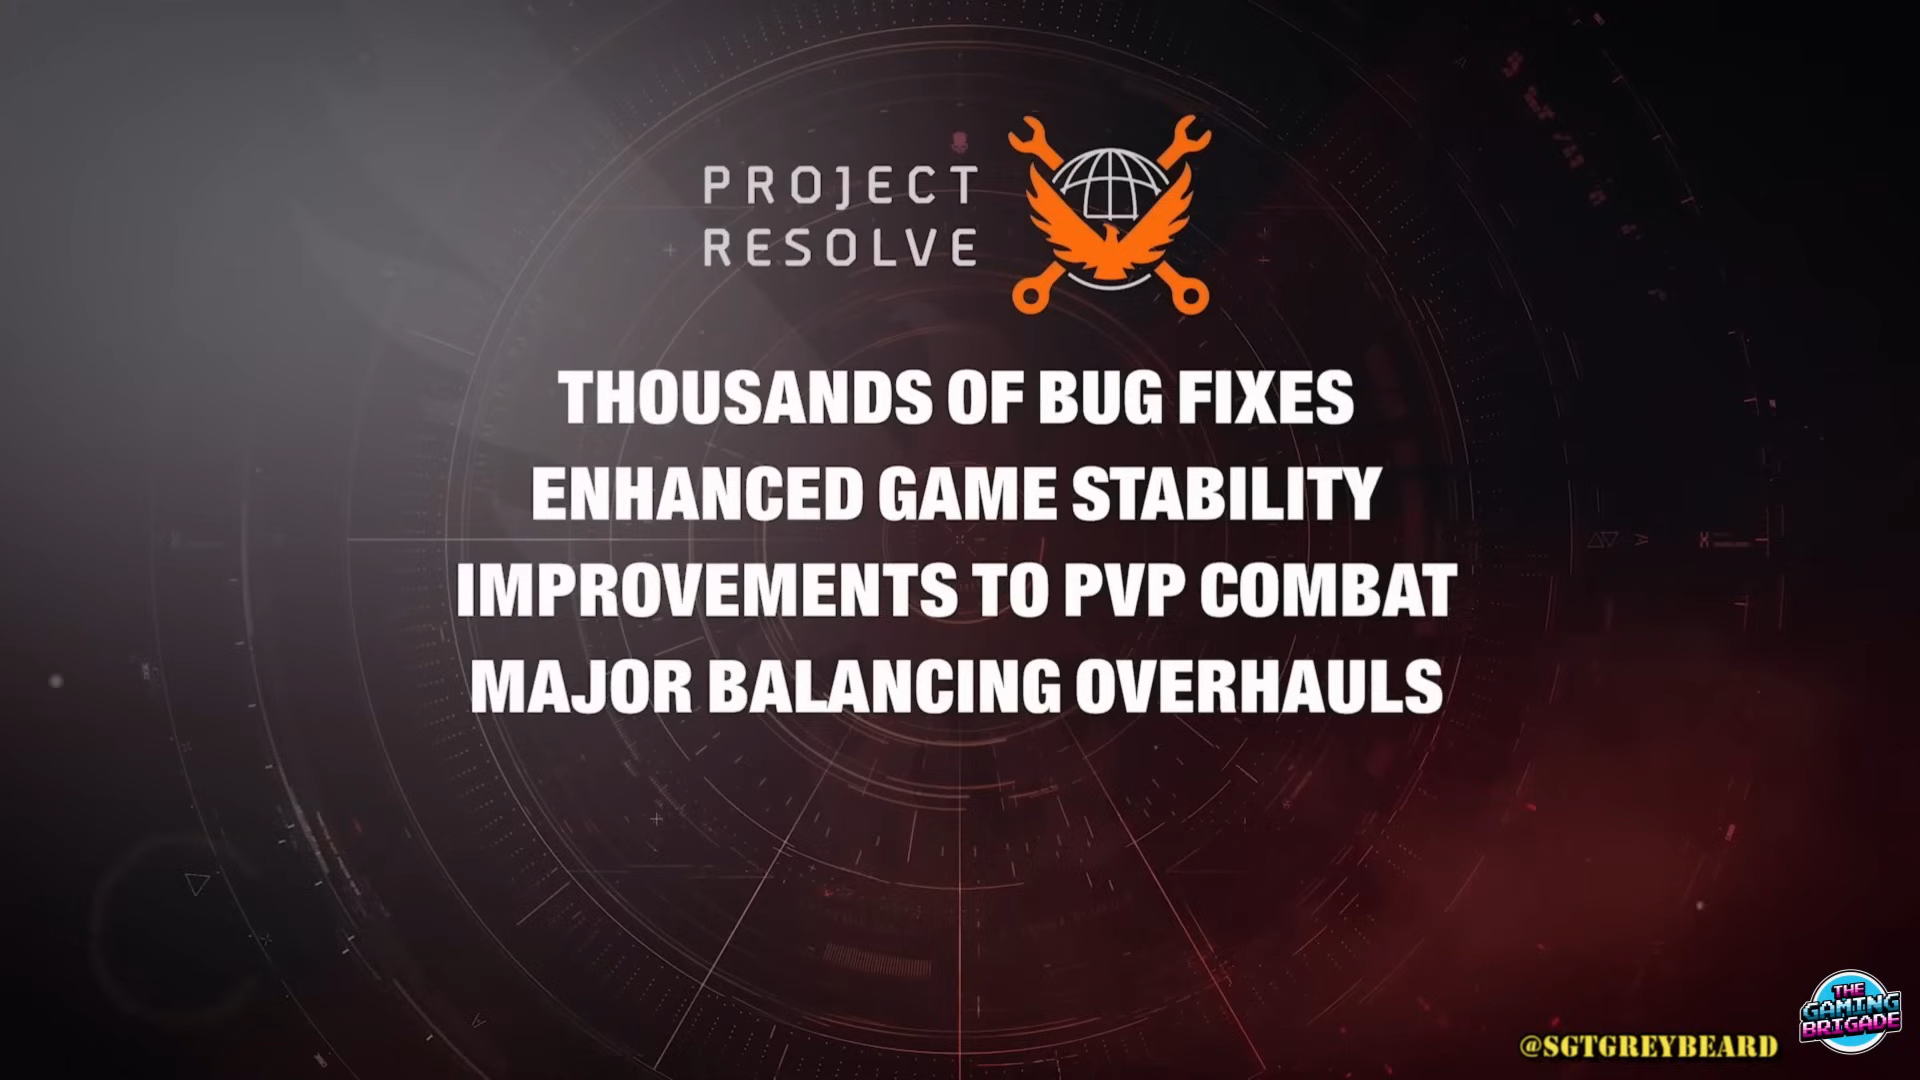 PROJECT
RESOLVE
THOUSANDS OF BUG FIXES
ENHANCED GAME STABILITY
IMPROVEMENTS TO PVP COMBAT
MAJOR BALANCING OVERHAULS
THE
GAMING
BRIGADE
@SGTGREYBEARD